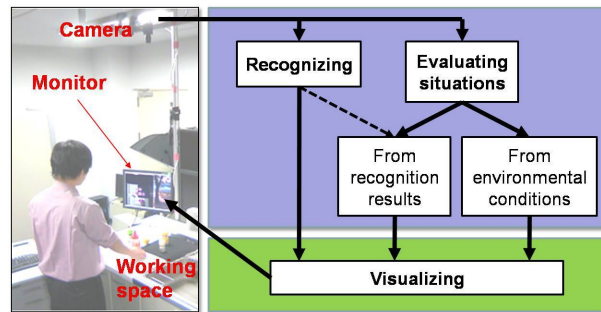 Camera
Monitor
Working
space
Recognizing
Evaluating
situations
From
recognition
results
From
environmental
conditions
Visualizing